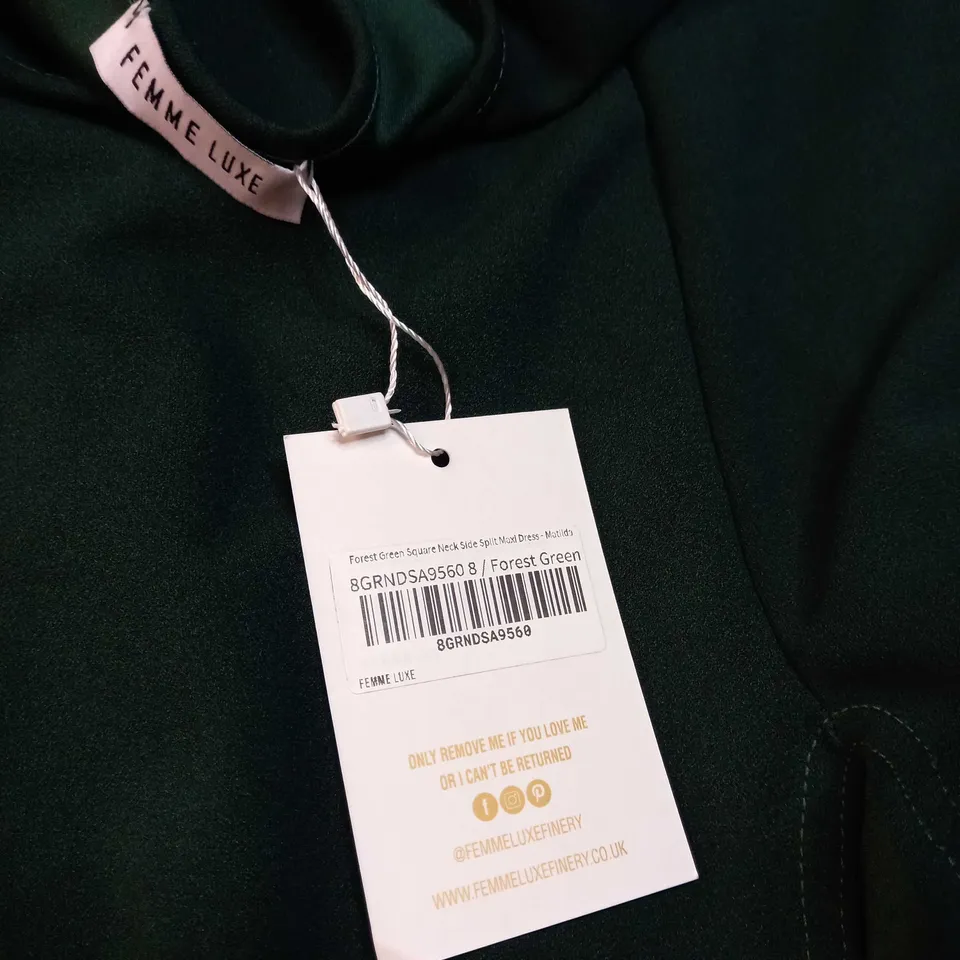 FEMME LUXE
Forest Green Square Neck Side Split Maxi Dress - Matilda
8GRNDSA9560 8 / Forest Green
8GRNDSA9560
FEMME LUXE
ONLY REMOVE ME IF YOU LOVE ME
OR I CAN'T BE RETURNED
@FEMMELUXEFINERY
WWW.FEMMELUXEFINERY.CO.UK